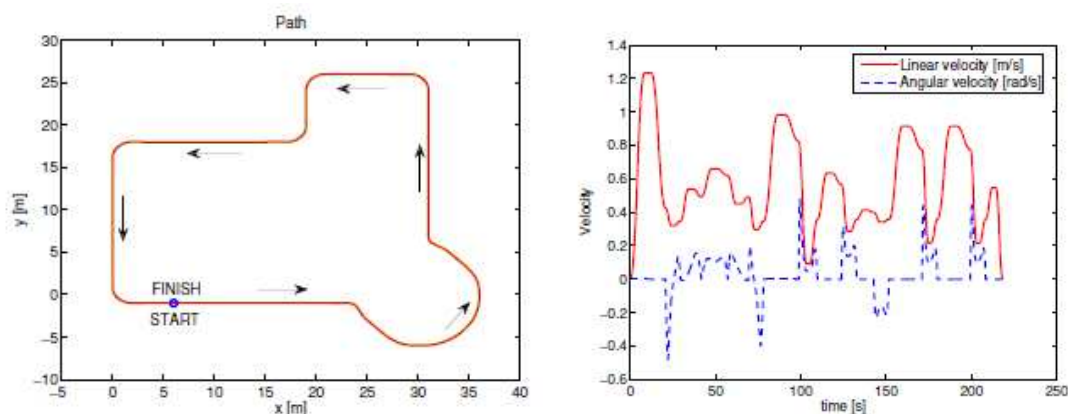 Path
30
25
20
15
10
5
0
−5
−10
y [m]
FINISH
START
−5 0 5 10 15 20 25 30 35 40
x [m]
1.4
1.2
1
0.8
0.6
0.4
0.2
0
−0.2
−0.4
−0.6
Velocity
Linear velocity [m/s]
Angular velocity [rad/s]
0 50 100 150 200 250
time [s]